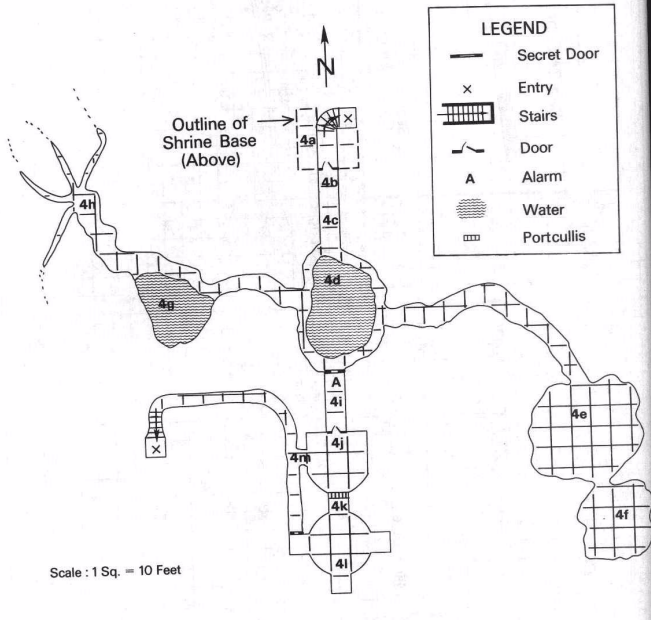 LEGEND
Secret Door
× Entry
Stairs
Door
A Alarm
Water
Portcullis
N
Outline of
Shrine Base
(Above)
×
4a
4b
4c
4h
4d
4g
A
4i
4e
4j
4m
×
4k
4f
4l
Scale : 1 Sq. = 10 Feet